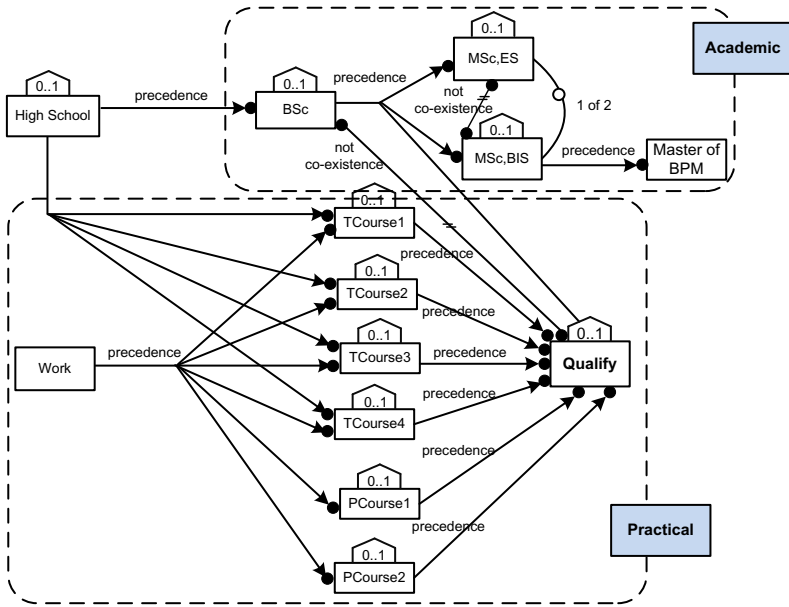 0..1
MSc,ES
Academic
0..1
High School
precedence
0..1
BSc
precedence
not
co-existence
1 of 2
0..1
MSc,BIS
precedence
Master of
BPM
not
co-existence
0..1
TCourse1
precedence
0..1
TCourse2
precedence
0..1
Qualify
Work
precedence
0..1
TCourse3
precedence
0..1
TCourse4
precedence
precedence
0..1
PCourse1
precedence
0..1
PCourse2
Practical